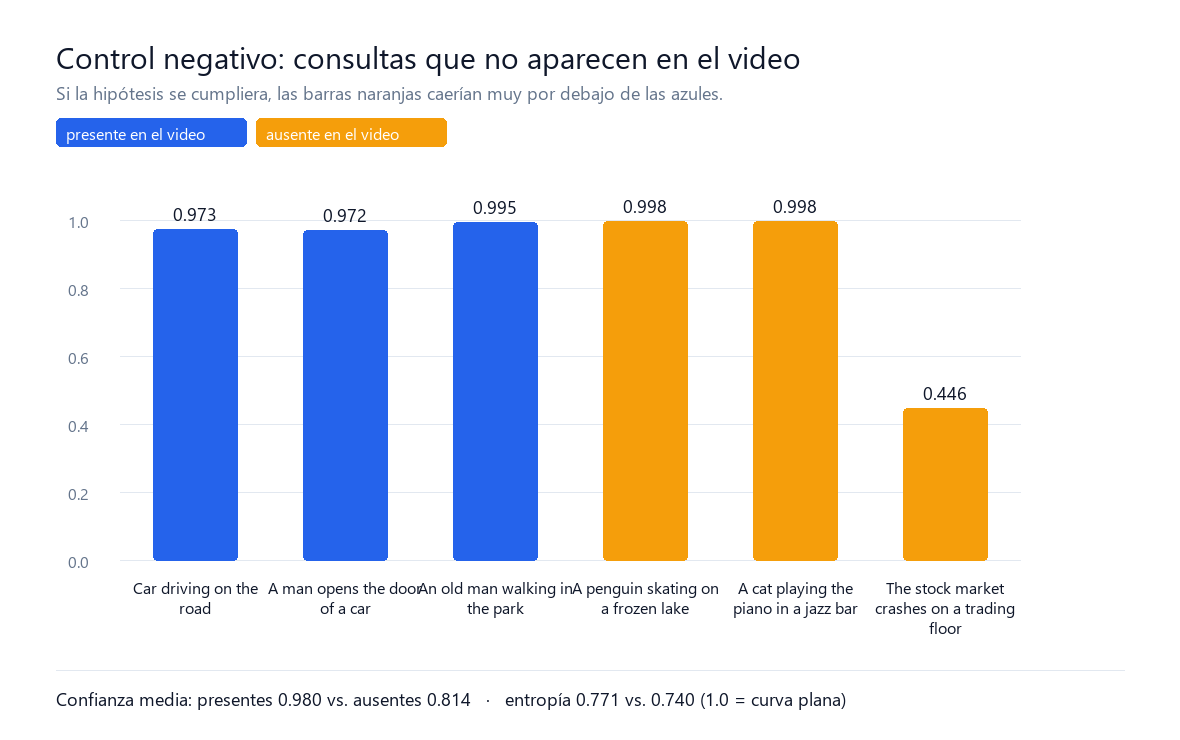 Control negativo: consultas que no aparecen en el video
Si la hipótesis se cumpliera, las barras naranjas caerían muy por debajo de las azules.
presente en el video
ausente en el video
1.0
0.8
0.6
0.4
0.2
0.0
0.973
0.972
0.995
0.998
0.998
0.446
Car driving on the
road
A man opens the door
of a car
An old man walking in
the park
A penguin skating on
a frozen lake
A cat playing the
piano in a jazz bar
The stock market
crashes on a trading
floor
Confianza media: presentes 0.980 vs. ausentes 0.814 · entropía 0.771 vs. 0.740 (1.0 = curva plana)